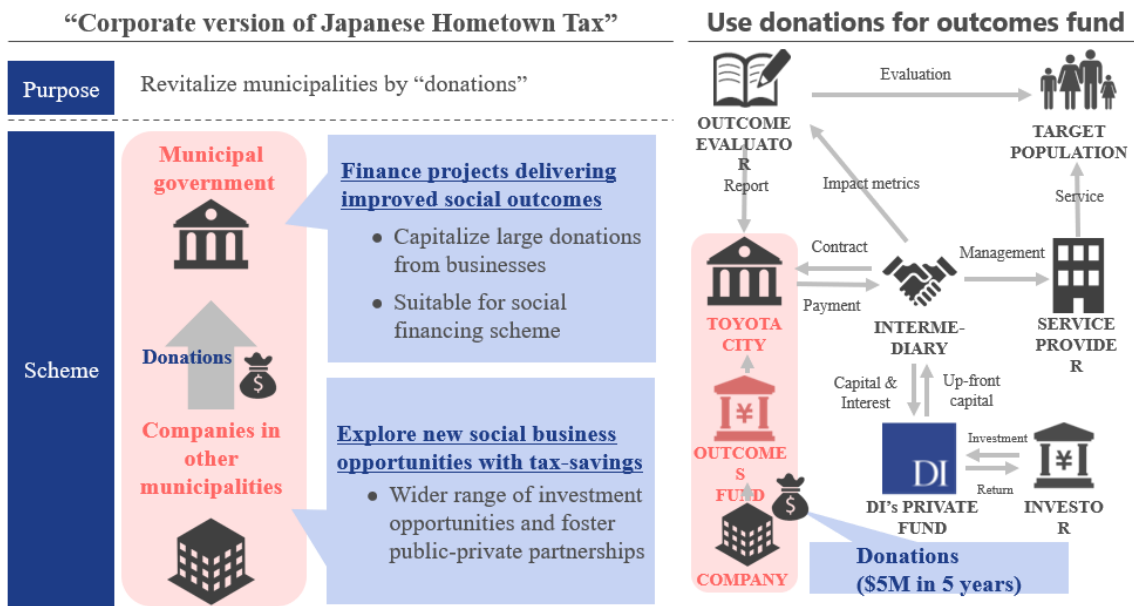 “Corporate version of Japanese Hometown Tax”
Purpose
Revitalize municipalities by “donations”
Scheme
Municipal
government
Donations
$
Companies in
other
municipalities
Finance projects delivering
improved social outcomes
● Capitalize large donations
from businesses
● Suitable for social
financing scheme
Explore new social business
opportunities with tax-savings
● Wider range of investment
opportunities and foster
public-private partnerships
Use donations for outcomes fund
Evaluation
OUTCOME
EVALUATO
R
TARGET
POPULATION
Report
Impact metrics
Service
Contract
Management
Payment
TOYOTA
CITY
INTERME-
DIARY
SERVICE
PROVIDE
R
Capital &
Interest
Up-front
capital
¥
OUTCOME
S
FUND
DI
Investment
Return
¥
DI’s PRIVATE
FUND
INVESTO
R
$
COMPANY
Donations
($5M in 5 years)